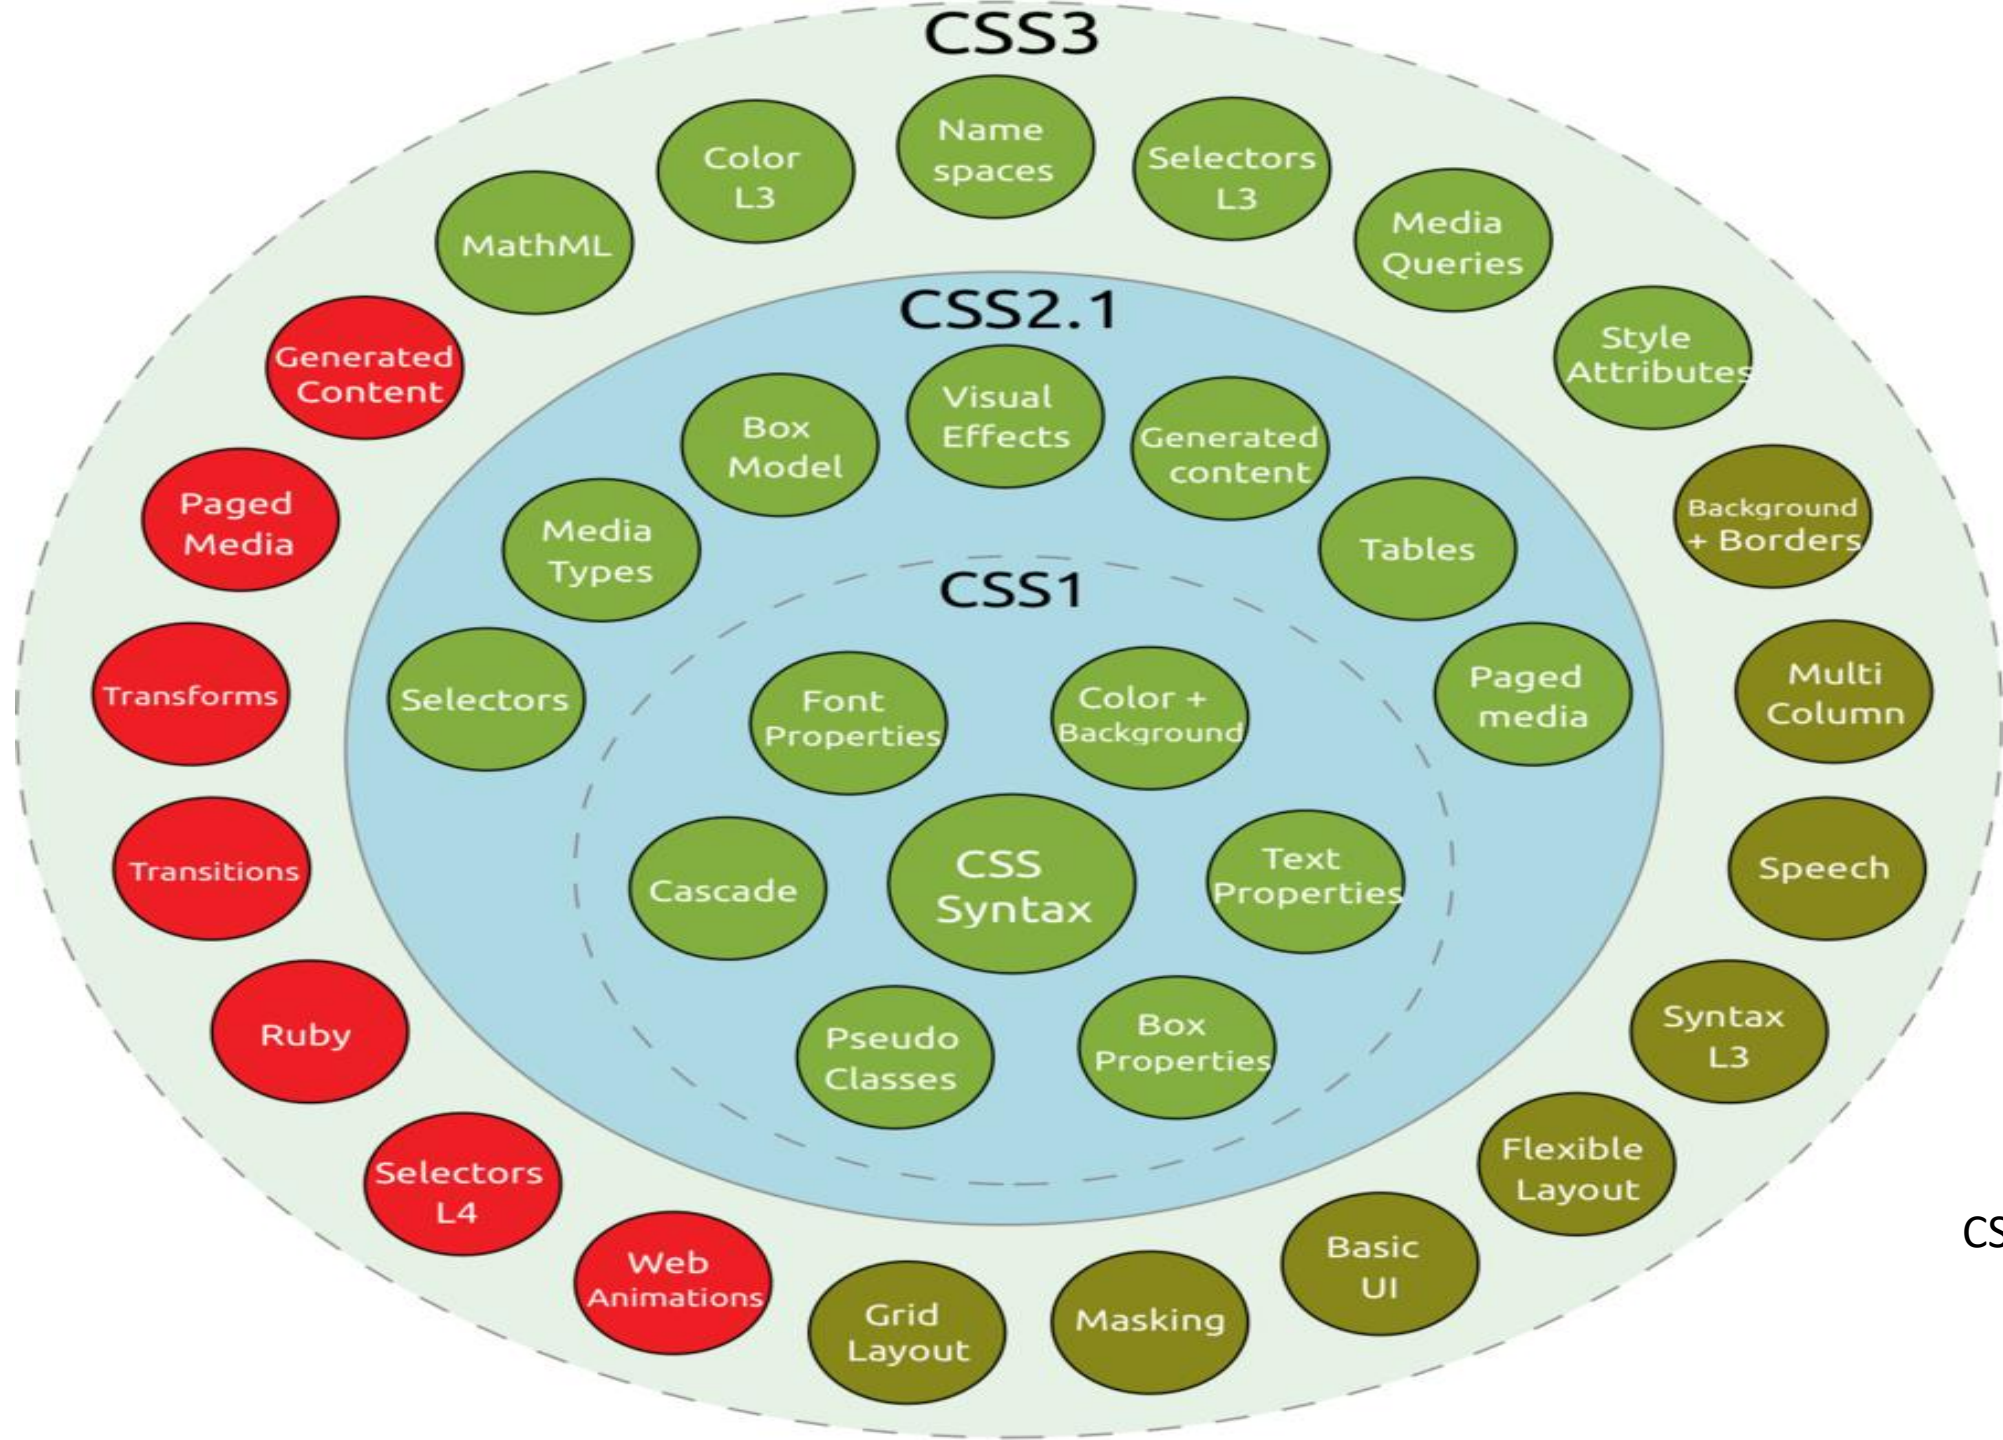 CSS3
Name
spaces
Color
L3
Selectors
L3
MathML
Media
Queries
Generated
Content
Style
Attributes
Paged
Media
Background
+ Borders
Transforms
Multi
Column
Transitions
Speech
Ruby
Syntax
L3
Selectors
L4
Flexible
Layout
Web
Animations
Basic
UI
Grid
Layout
Masking
CSS2.1
Visual
Effects
Box
Model
Generated
content
Media
Types
Tables
Selectors
Paged
media
CSS1
Font
Properties
Color +
Background
Cascade
CSS
Syntax
Text
Properties
Pseudo
Classes
Box
Properties